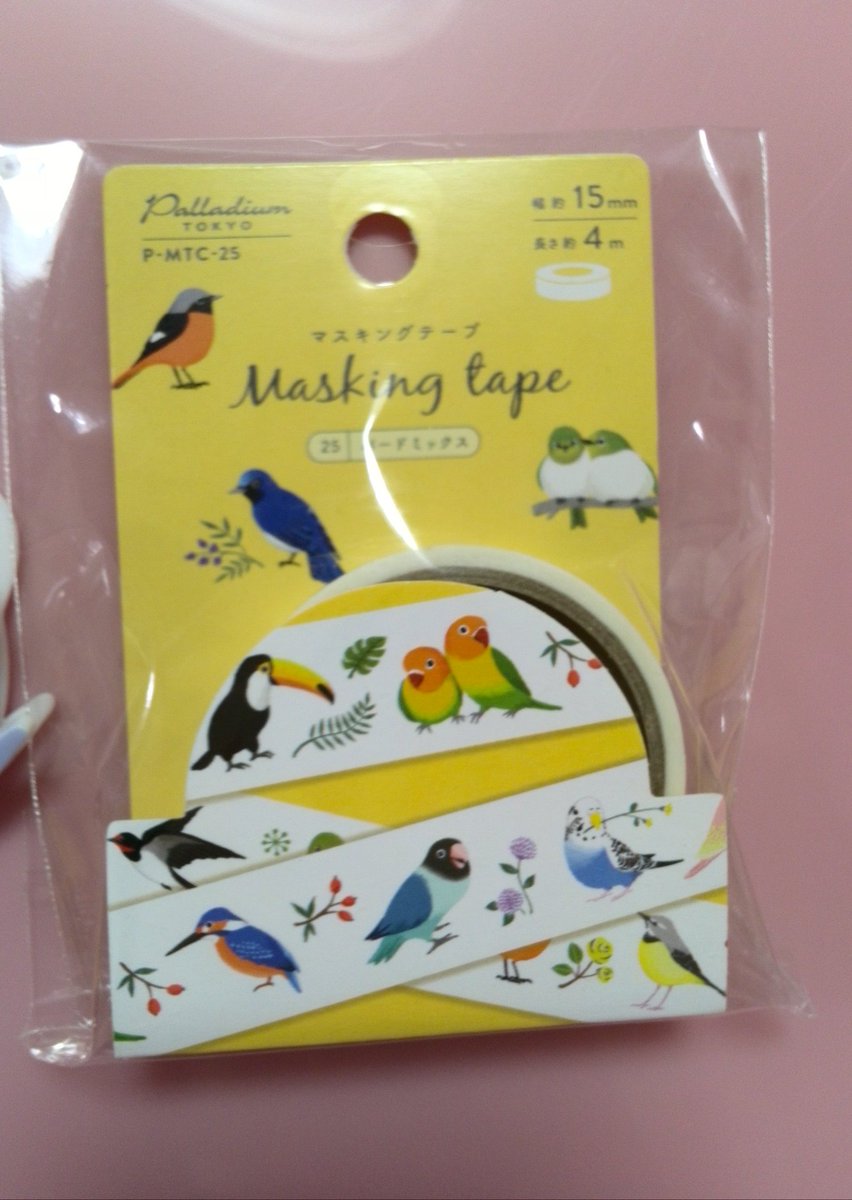 Palladium
TOKYO
P-MTC-25
幅 約 15mm
長さ 約 4 m
マスキングテープ
Masking tape
25 ードミックス